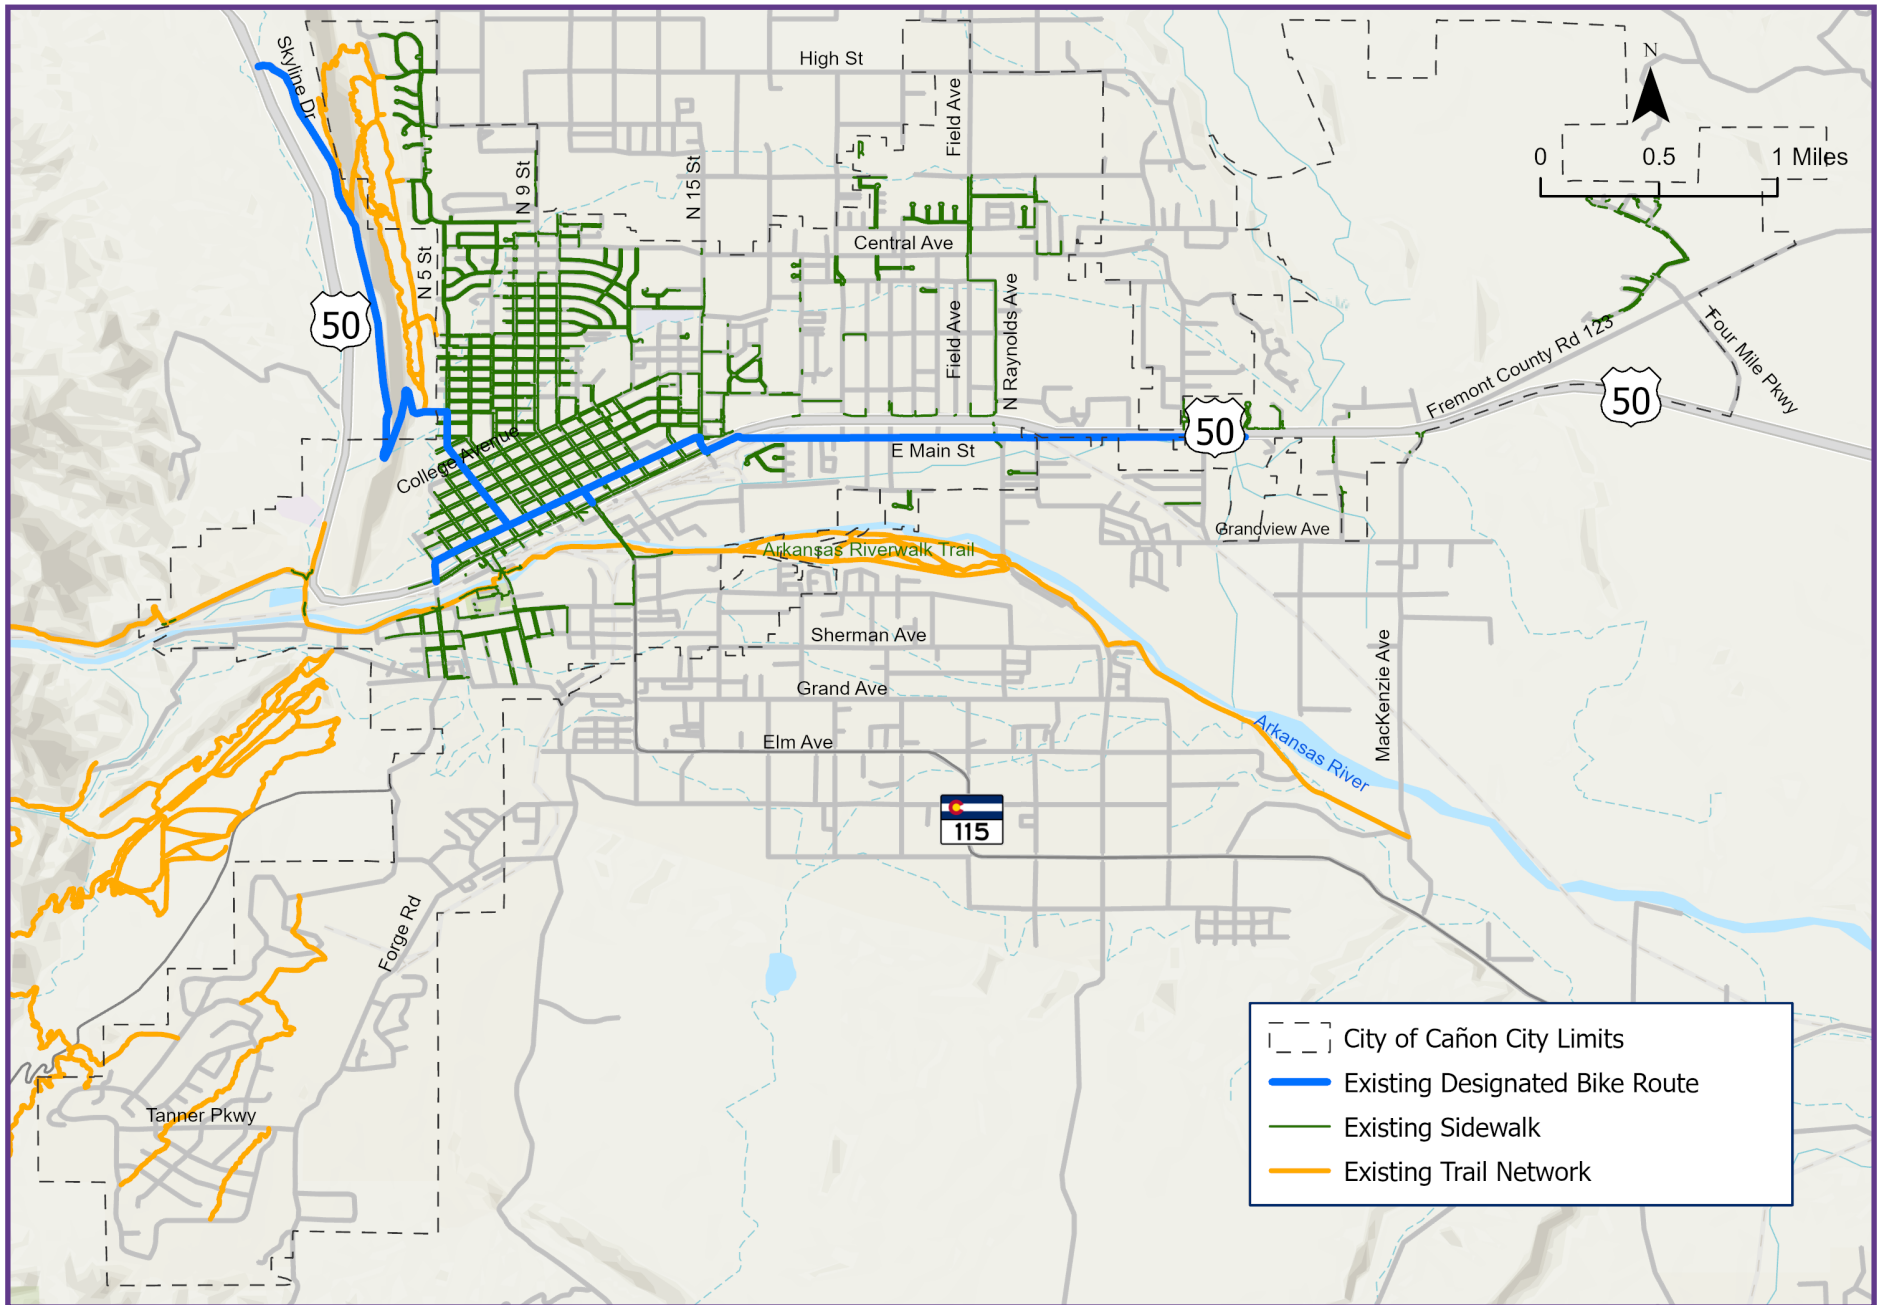 High St
Skyline Dr
Field Ave
N
0 0.5 1 Miles
N 9 St
N 15 St
Central Ave
N 5 St
50
Field Ave
N Raynolds Ave
Fremont County Rd 123
Four Mile Pkwy
50
50
College Avenue
E Main St
Grandview Ave
Arkansas Riverwalk Trail
Sherman Ave
MacKenzie Ave
Grand Ave
Elm Ave
Arkansas River
115
Forge Rd
Tanner Pkwy
City of Cañon City Limits
Existing Designated Bike Route
Existing Sidewalk
Existing Trail Network